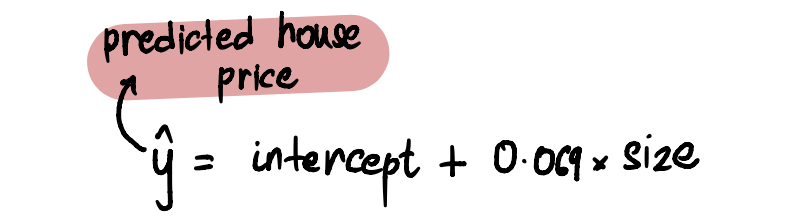 predicted house
price
ŷ = intercept + 0.069 × size